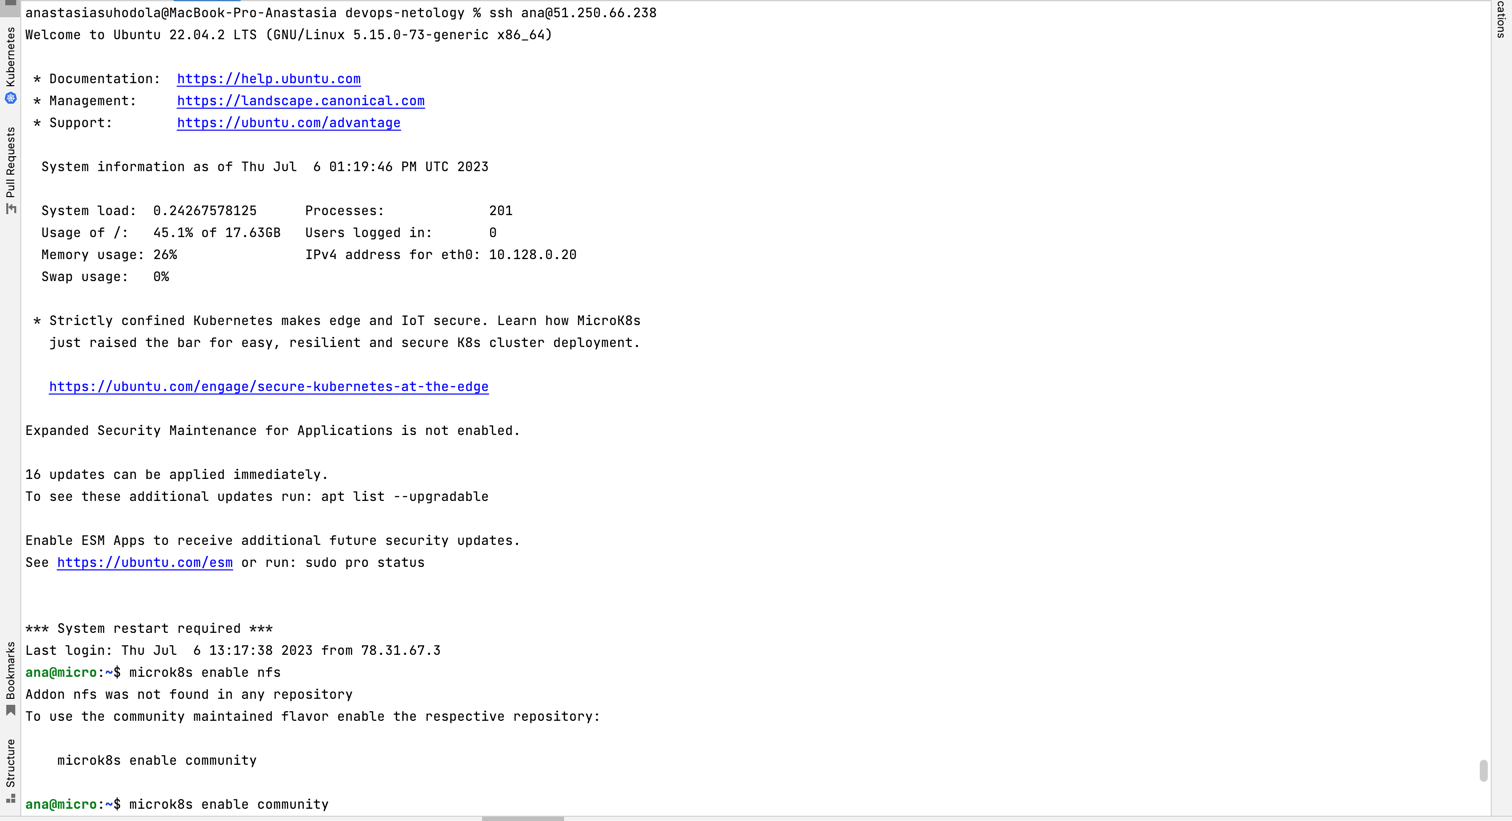 anastasiasuhodola@MacBook-Pro-Anastasia devops-netology % ssh ana@51.250.66.238
Welcome to Ubuntu 22.04.2 LTS (GNU/Linux 5.15.0-73-generic x86_64)
* Documentation:  https://help.ubuntu.com
* Management:     https://landscape.canonical.com
* Support:        https://ubuntu.com/advantage
System information as of Thu Jul  6 01:19:46 PM UTC 2023
System load:  0.24267578125      Processes:             201
Usage of /:   45.1% of 17.63GB   Users logged in:       0
Memory usage: 26%                IPv4 address for eth0: 10.128.0.20
Swap usage:   0%
* Strictly confined Kubernetes makes edge and IoT secure. Learn how MicroK8s
just raised the bar for easy, resilient and secure K8s cluster deployment.
https://ubuntu.com/engage/secure-kubernetes-at-the-edge
Expanded Security Maintenance for Applications is not enabled.
16 updates can be applied immediately.
To see these additional updates run: apt list --upgradable
Enable ESM Apps to receive additional future security updates.
See https://ubuntu.com/esm or run: sudo pro status
*** System restart required ***
Last login: Thu Jul  6 13:17:38 2023 from 78.31.67.3
ana@micro:~$ microk8s enable nfs
Addon nfs was not found in any repository
To use the community maintained flavor enable the respective repository:
microk8s enable community
ana@micro:~$ microk8s enable community
Kubernetes
Pull Requests
Bookmarks
Structure
cations